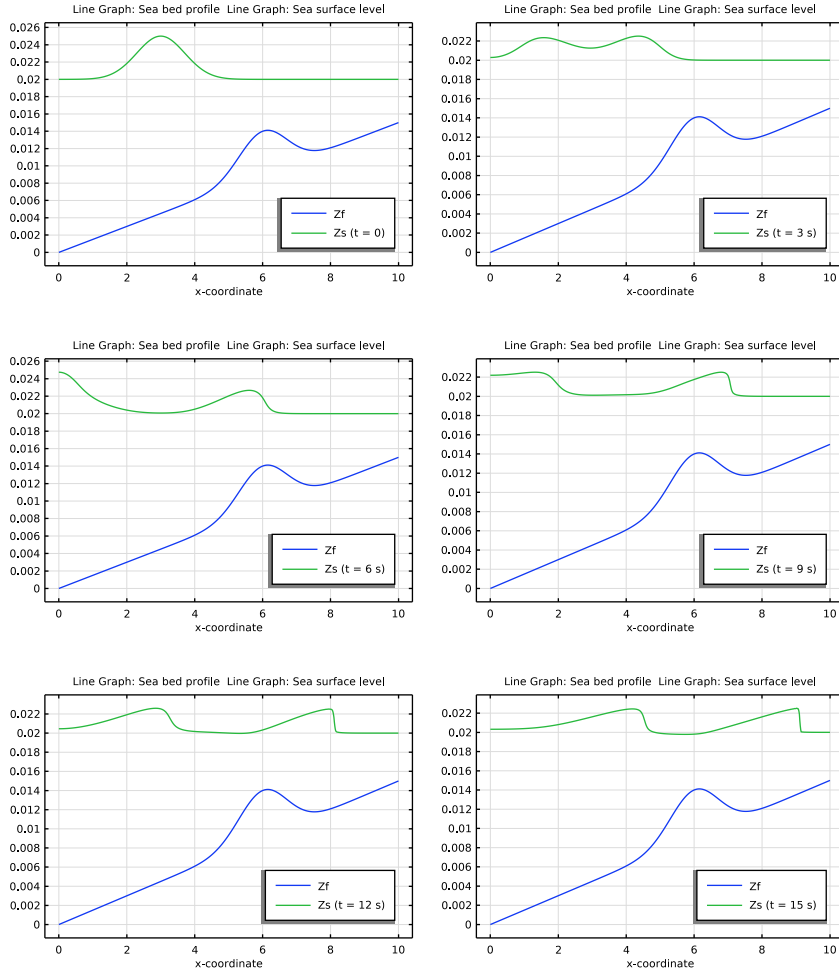 Line Graph: Sea bed profile Line Graph: Sea surface level
0.026
0.024
0.022
0.02
0.018
0.016
0.014
0.012
0.01
0.008
0.006
0.004
0.002
0
Zf
Zs (t = 0)
0 2 4 6 8 10
x-coordinate
Line Graph: Sea bed profile Line Graph: Sea surface level
0.022
0.02
0.018
0.016
0.014
0.012
0.01
0.008
0.006
0.004
0.002
0
Zf
Zs (t = 3 s)
0 2 4 6 8 10
x-coordinate
Line Graph: Sea bed profile Line Graph: Sea surface level
0.026
0.024
0.022
0.02
0.018
0.016
0.014
0.012
0.01
0.008
0.006
0.004
0.002
0
Zf
Zs (t = 6 s)
0 2 4 6 8 10
x-coordinate
Line Graph: Sea bed profile Line Graph: Sea surface level
0.022
0.02
0.018
0.016
0.014
0.012
0.01
0.008
0.006
0.004
0.002
0
Zf
Zs (t = 9 s)
0 2 4 6 8 10
x-coordinate
Line Graph: Sea bed profile Line Graph: Sea surface level
0.022
0.02
0.018
0.016
0.014
0.012
0.01
0.008
0.006
0.004
0.002
0
Zf
Zs (t = 12 s)
0 2 4 6 8 10
x-coordinate
Line Graph: Sea bed profile Line Graph: Sea surface level
0.022
0.02
0.018
0.016
0.014
0.012
0.01
0.008
0.006
0.004
0.002
0
Zf
Zs (t = 15 s)
0 2 4 6 8 10
x-coordinate